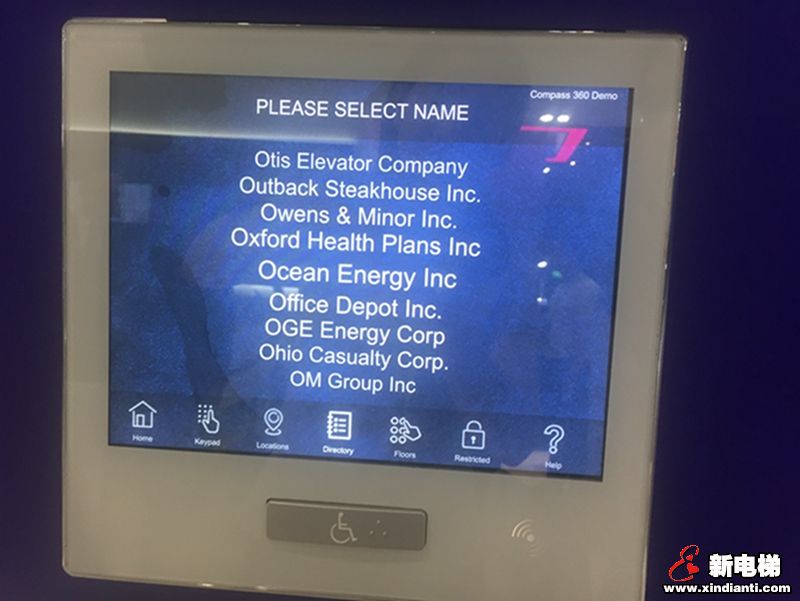 Compass 360 Demo
PLEASE SELECT NAME
Otis Elevator Company
Outback Steakhouse Inc.
Owens & Minor Inc.
Oxford Health Plans Inc
Ocean Energy Inc
Office Depot Inc.
OGE Energy Corp
Ohio Casualty Corp.
OM Group Inc
Home
Keypad
Locations
Directory
Floors
Restricted
Help
新电梯
www.xindianti.com